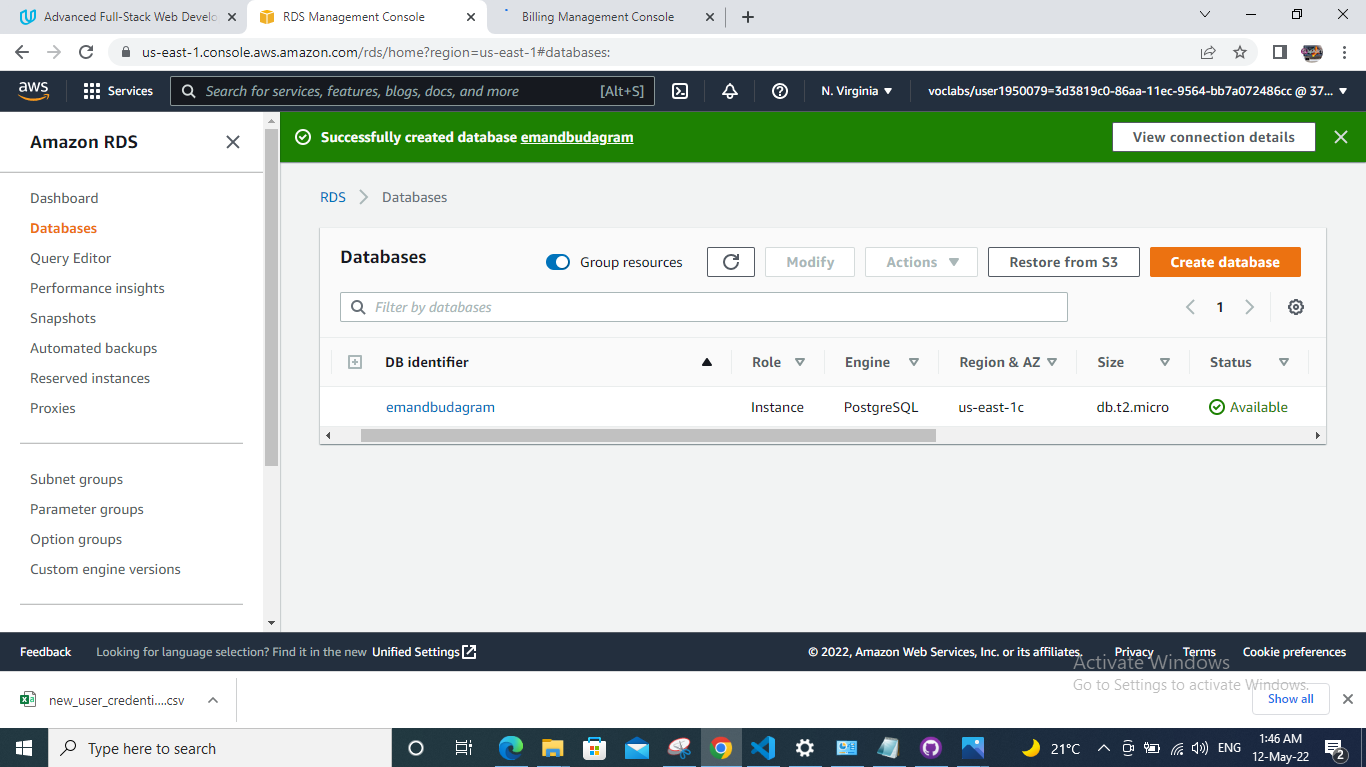 Advanced Full-Stack Web Develo
RDS Management Console
Billing Management Console
us-east-1.console.aws.amazon.com/rds/home?region=us-east-1#databases:
aws
Services
Search for services, features, blogs, docs, and more
[Alt+S]
N. Virginia
voclabs/user1950079=3d3819c0-86aa-11ec-9564-bb7a072486cc @ 37...
Amazon RDS
Dashboard
Databases
Query Editor
Performance insights
Snapshots
Automated backups
Reserved instances
Proxies
Subnet groups
Parameter groups
Option groups
Custom engine versions
Successfully created database emandbudagram
View connection details
RDS
Databases
Databases
Group resources
Modify
Actions
Restore from S3
Create database
Filter by databases
1
DB identifier
Role
Engine
Region & AZ
Size
Status
emandbudagram
Instance
PostgreSQL
us-east-1c
db.t2.micro
Available
Feedback
Looking for language selection? Find it in the new Unified Settings
© 2022, Amazon Web Services, Inc. or its affiliates.
Privacy
Terms
Cookie preferences
Activate Windows
Go to Settings to activate Windows.
new_user_credenti....csv
Show all
Type here to search
21°C
ENG
1:46 AM
12-May-22
2